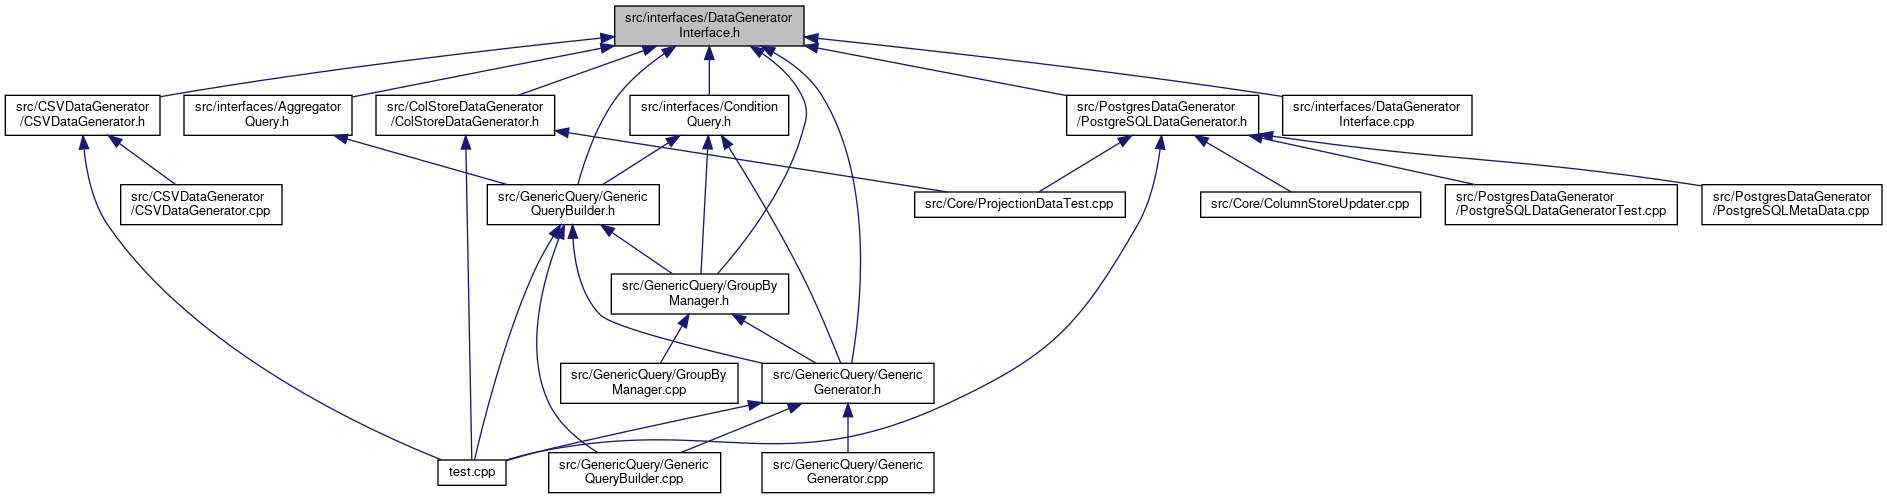 src/interfaces/DataGenerator
Interface.h
src/CSVDataGenerator
/CSVDataGenerator.h
src/interfaces/Aggregator
Query.h
src/ColStoreDataGenerator
/ColStoreDataGenerator.h
src/interfaces/Condition
Query.h
src/PostgresDataGenerator
/PostgreSQLDataGenerator.h
src/interfaces/DataGenerator
Interface.cpp
src/CSVDataGenerator
/CSVDataGenerator.cpp
src/GenericQuery/Generic
QueryBuilder.h
src/Core/ProjectionDataTest.cpp
src/Core/ColumnStoreUpdater.cpp
src/PostgresDataGenerator
/PostgreSQLDataGeneratorTest.cpp
src/PostgresDataGenerator
/PostgreSQLMetaData.cpp
src/GenericQuery/GroupBy
Manager.h
src/GenericQuery/GroupBy
Manager.cpp
src/GenericQuery/Generic
Generator.h
test.cpp
src/GenericQuery/Generic
QueryBuilder.cpp
src/GenericQuery/Generic
Generator.cpp